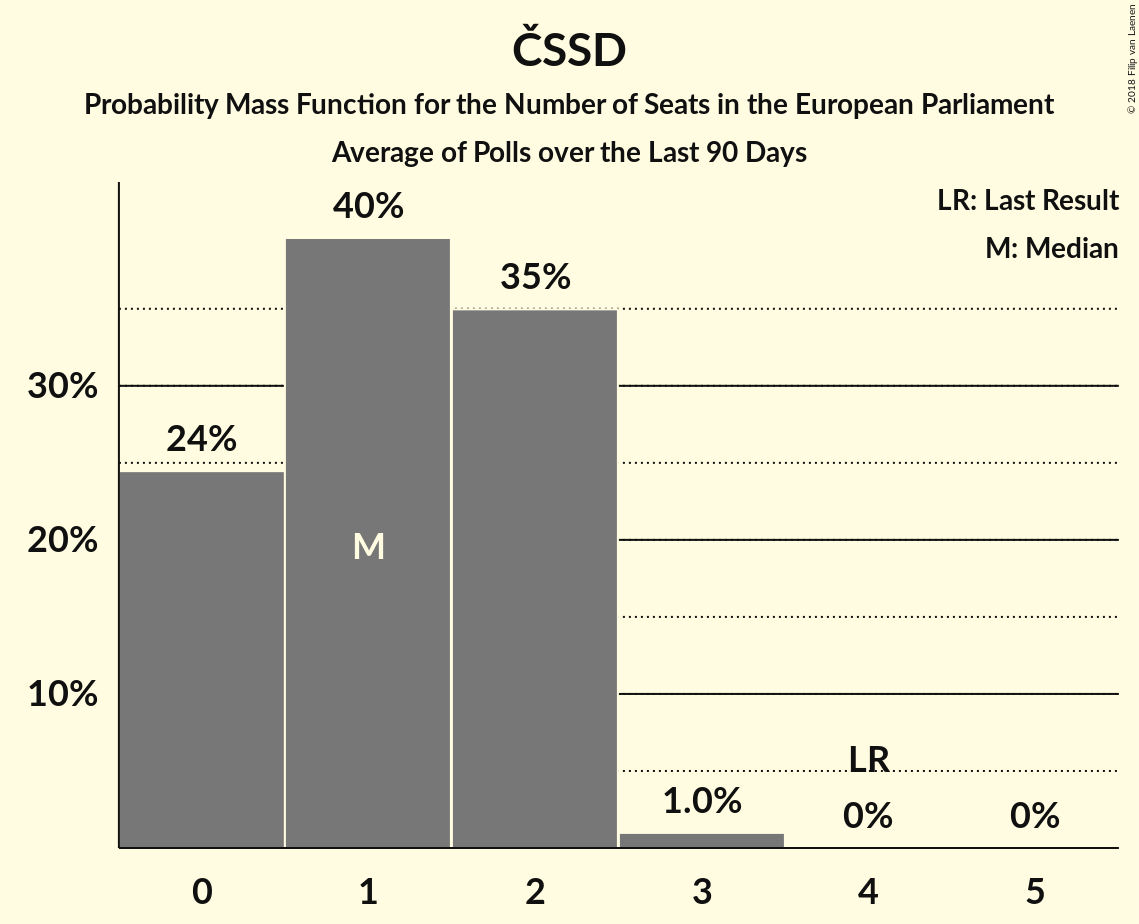 ČSSD
Probability Mass Function for the Number of Seats in the European Parliament
Average of Polls over the Last 90 Days
© 2018 Filip van Laenen
LR: Last Result
M: Median
40%
35%
30%
24%
20%
M
10%
LR
1.0%
0%
0%
0
1
2
3
4
5